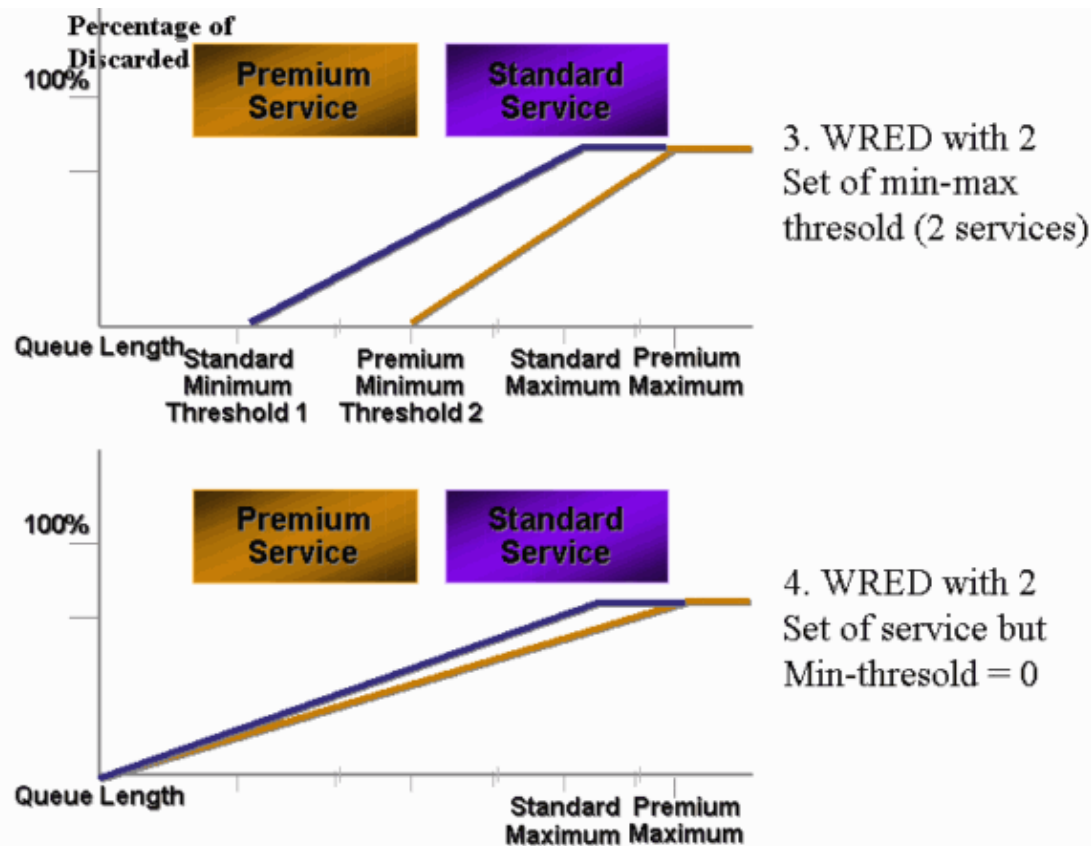 Percentage of
Discarded
100%
Premium
Service
Standard
Service
3. WRED with 2
Set of min-max
thresold (2 services)
Queue Length
Standard
Minimum
Threshold 1
Premium
Minimum
Threshold 2
Standard
Maximum
Premium
Maximum
100%
Premium
Service
Standard
Service
4. WRED with 2
Set of service but
Min-thresold = 0
Queue Length
Standard
Maximum
Premium
Maximum